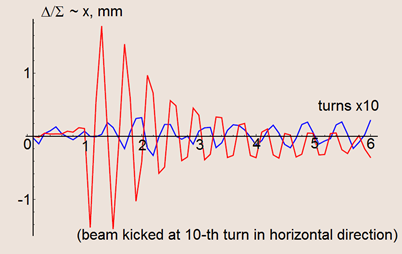 Δ/Σ ~ x, mm
1
turns x10
0 1 2 3 4 5 6
-1
(beam kicked at 10-th turn in horizontal direction)